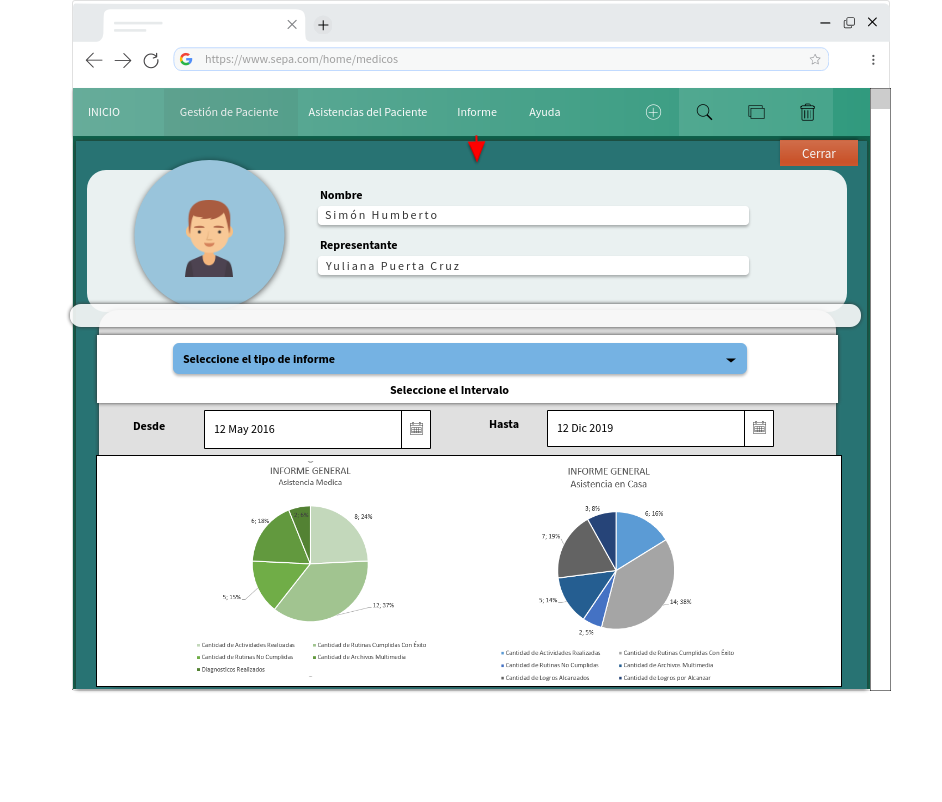 https://www.sepa.com/home/medicos
INICIO Gestión de Paciente Asistencias del Paciente Informe Ayuda
Cerrar
Nombre
Simón Humberto
Representante
Yuliana Puerta Cruz
Seleccione el tipo de informe
Seleccione el Intervalo
Desde 12 May 2016 Hasta 12 Dic 2019
INFORME GENERAL
Asistencia Medica
8; 24%
12; 37%
5; 15%
6; 18%
2; 6%
Cantidad de Actividades Realizadas Cantidad de Rutinas Cumplidas Con Éxito
Cantidad de Rutinas No Cumplidas Cantidad de Archivos Multimedia
Diagnosticos Realizados
INFORME GENERAL
Asistencia en Casa
6; 16%
14; 38%
2; 5%
5; 14%
7; 19%
3; 8%
Cantidad de Actividades Realizadas Cantidad de Rutinas Cumplidas Con Éxito
Cantidad de Rutinas No Cumplidas Cantidad de Archivos Multimedia
Cantidad de Logros Alcanzados Cantidad de Logros por Alcanzar